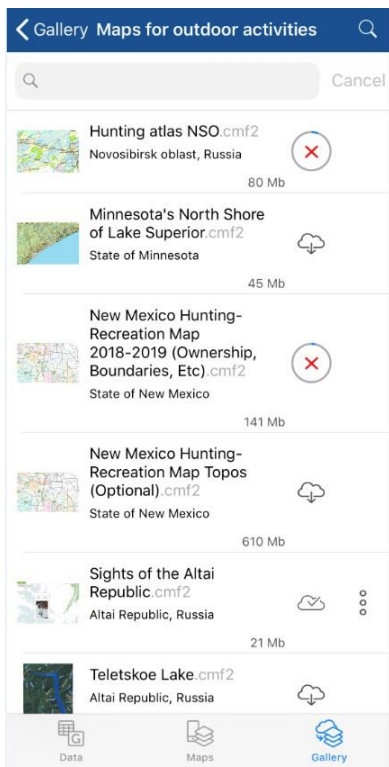 Gallery Maps for outdoor activities
Cancel
Hunting atlas NSO.cmf2
Novosibirsk oblast, Russia
80 Mb
Minnesota's North Shore
of Lake Superior.cmf2
State of Minnesota
45 Mb
New Mexico Hunting-
Recreation Map
2018-2019 (Ownership,
Boundaries, Etc).cmf2
State of New Mexico
141 Mb
New Mexico Hunting-
Recreation Map Topos
(Optional).cmf2
State of New Mexico
610 Mb
Sights of the Altai
Republic.cmf2
Altai Republic, Russia
21 Mb
Teletskoe Lake.cmf2
Altai Republic, Russia
G
Data
Maps
Gallery